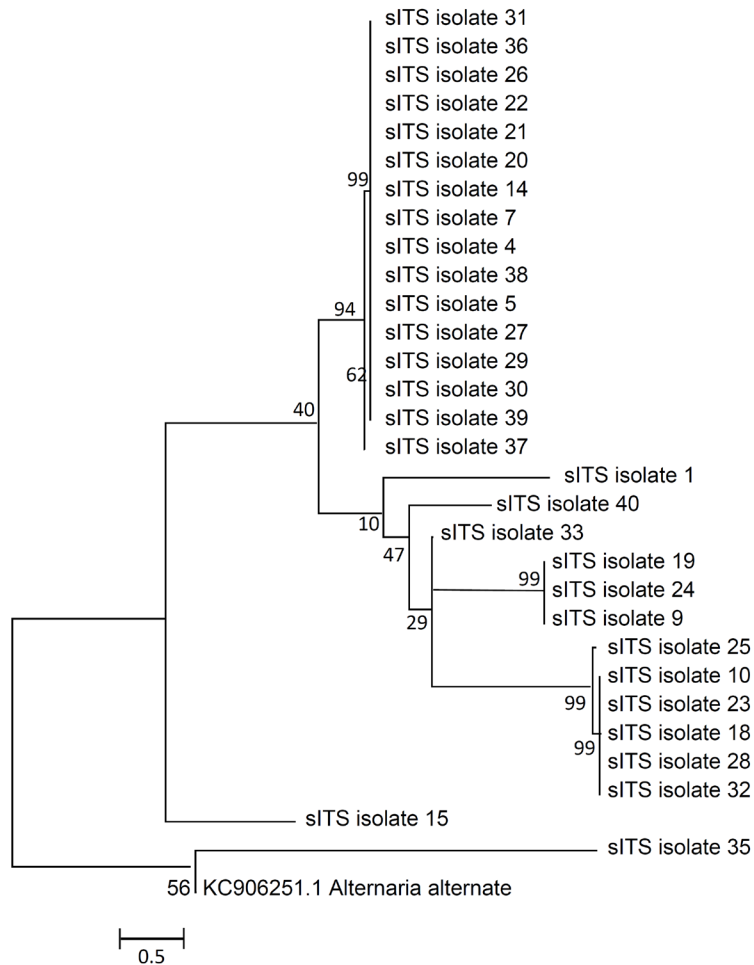 sITS isolate 31
sITS isolate 36
sITS isolate 26
sITS isolate 22
sITS isolate 21
sITS isolate 20
99
sITS isolate 14
sITS isolate 7
sITS isolate 4
sITS isolate 38
sITS isolate 5
94
sITS isolate 27
sITS isolate 29
62
sITS isolate 30
40
sITS isolate 39
sITS isolate 37
sITS isolate 1
sITS isolate 40
10
sITS isolate 33
47
sITS isolate 19
99
sITS isolate 24
sITS isolate 9
29
sITS isolate 25
sITS isolate 10
99
sITS isolate 23
sITS isolate 18
99
sITS isolate 28
sITS isolate 32
sITS isolate 15
sITS isolate 35
56
KC906251.1 Alternaria alternate
0.5